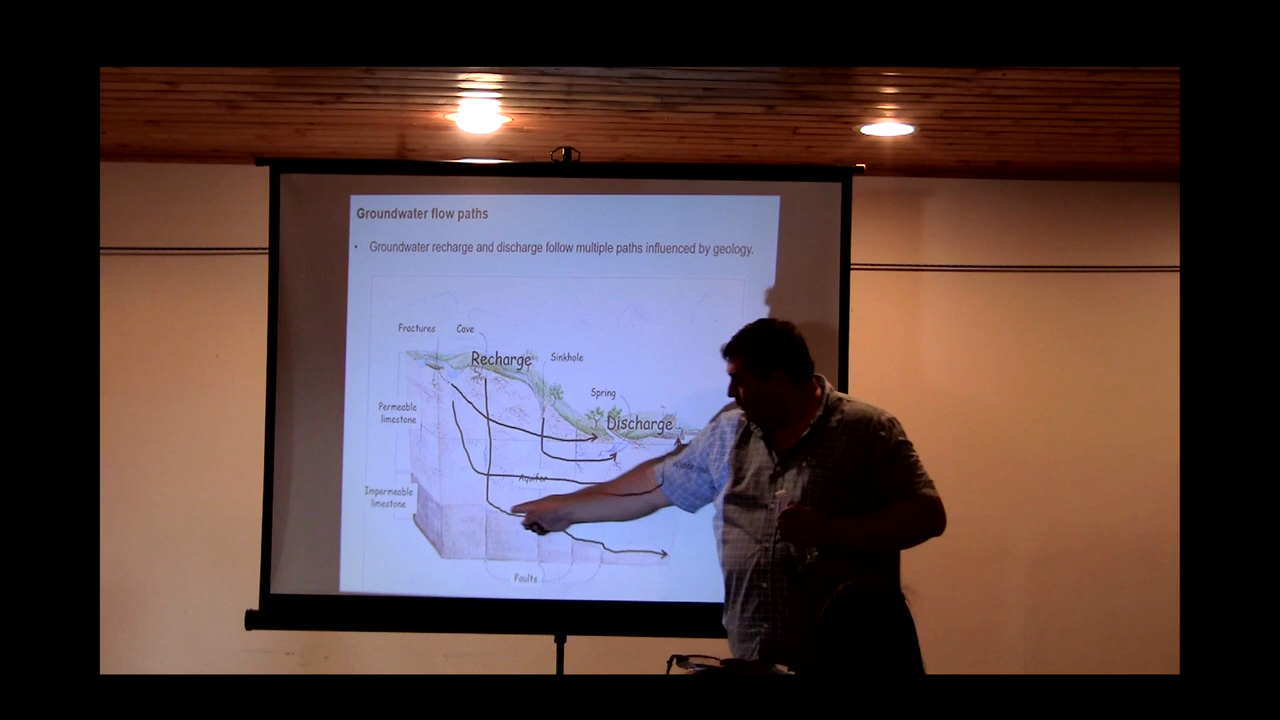 Groundwater flow paths
• Groundwater recharge and discharge follow multiple paths influenced by geology.
Fractures
Cave
Recharge
Sinkhole
Spring
Permeable
limestone
Discharge
Aquifer
Impermeable
limestone
Faults